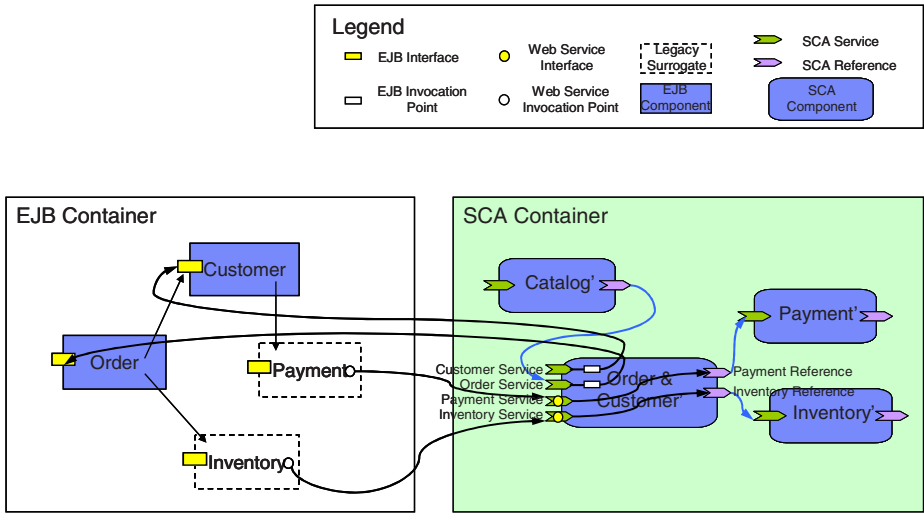 Legend
EJB Interface
Web Service
Interface
Legacy
Surrogate
SCA Service
SCA Reference
EJB Invocation
Point
Web Service
Invocation Point
EJB
Component
SCA
Component
EJB Container
SCA Container
Customer
Order
Payment
Inventory
Catalog’
Payment’
Customer Service
Order Service
Payment Service
Inventory Service
Order &
Customer’
Payment Reference
Inventory Reference
Inventory’